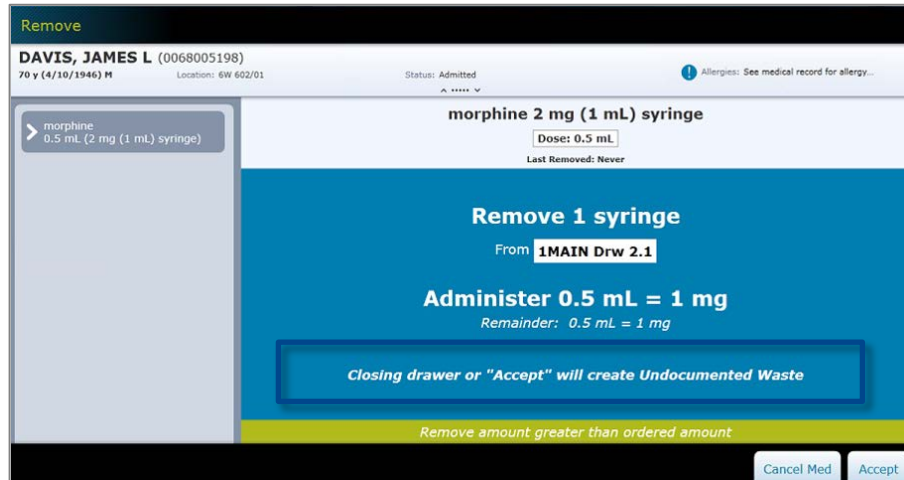 Remove
DAVIS, JAMES L (0068005198)
70 y (4/10/1946) M Location: 6W 602/01 Status: Admitted Allergies: See medical record for allergy...
morphine
0.5 mL (2 mg (1 mL) syringe)
morphine 2 mg (1 mL) syringe
Dose: 0.5 mL
Last Removed: Never
Remove 1 syringe
From 1MAIN Drw 2.1
Administer 0.5 mL = 1 mg
Remainder: 0.5 mL = 1 mg
Closing drawer or "Accept" will create Undocumented Waste
Remove amount greater than ordered amount
Cancel Med Accept